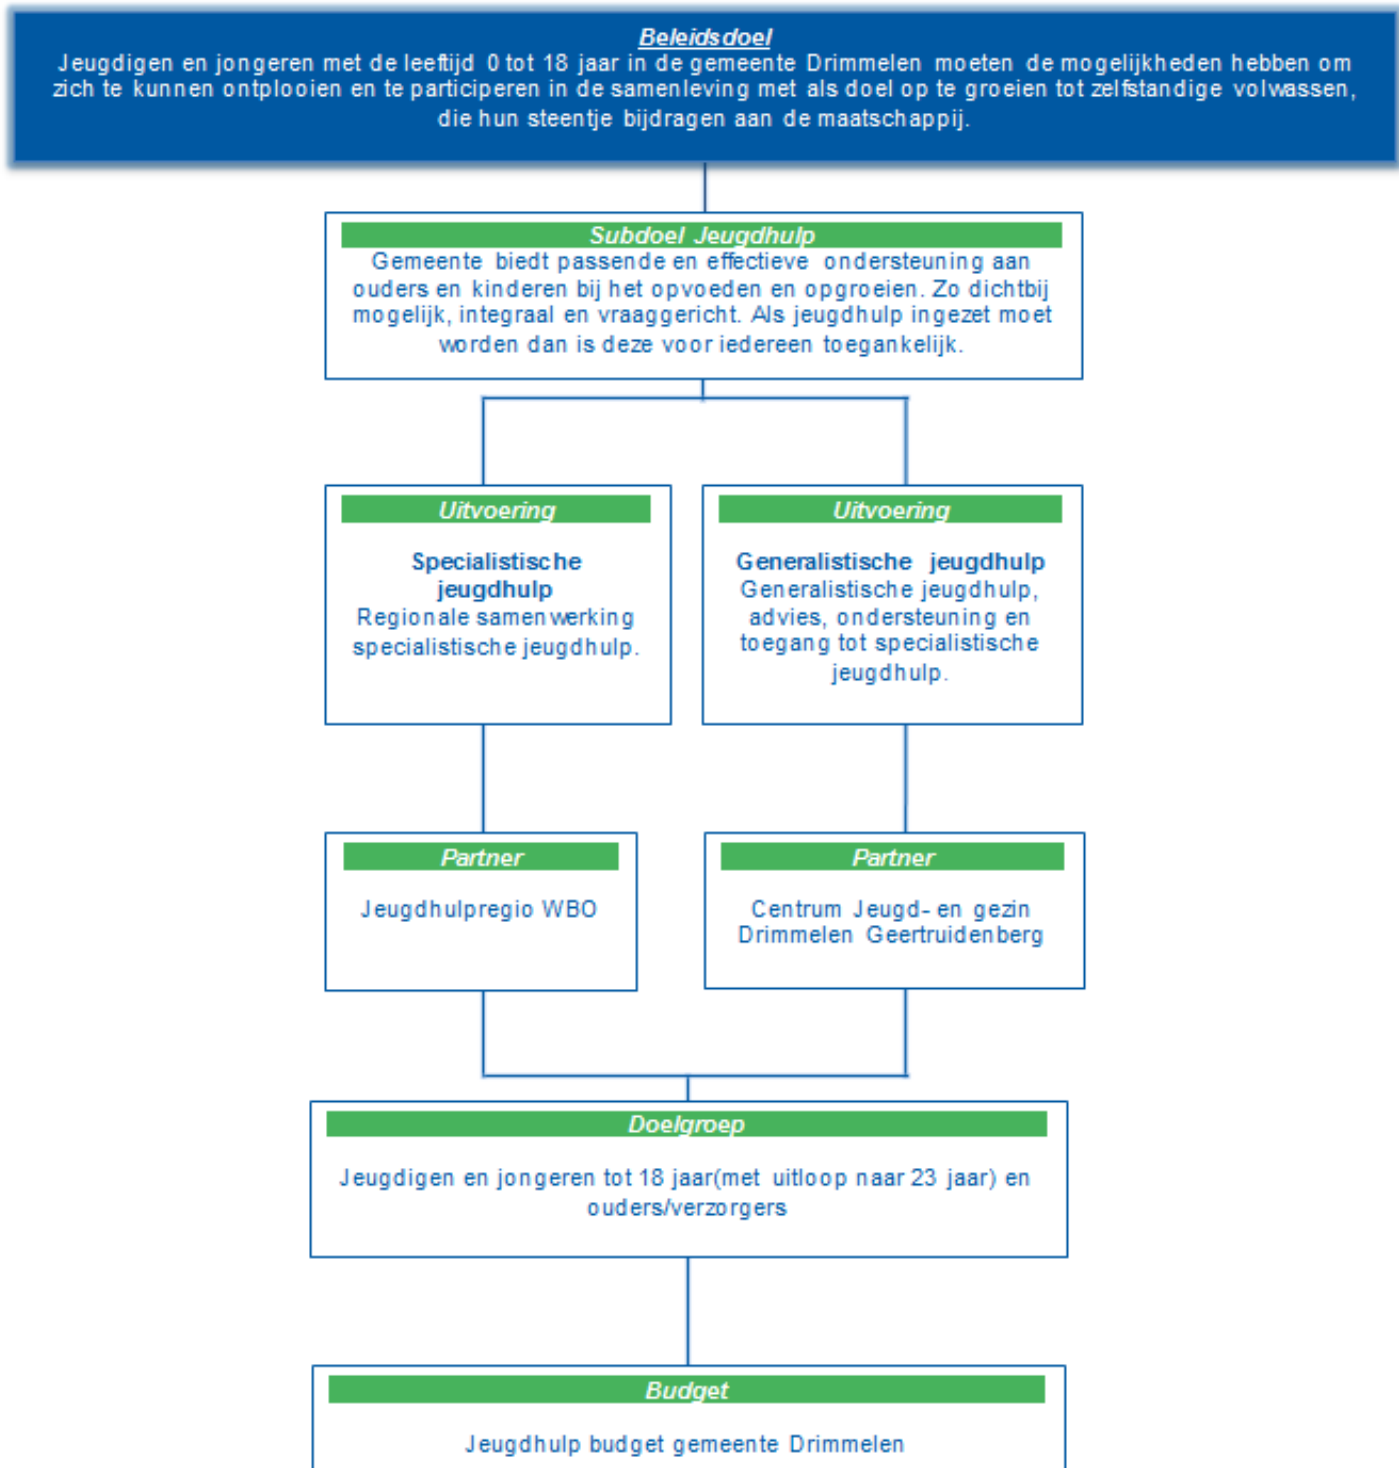 Beleidsdoel
Jeugdigen en jongeren met de leeftijd 0 tot 18 jaar in de gemeente Drimmelen moeten de mogelijkheden hebben om
zich te kunnen ontplooien en te participeren in de samenleving met als doel op te groeien tot zelfstandige volwassen,
die hun steentje bijdragen aan de maatschappij.
Subdoel Jeugdhulp
Gemeente biedt passende en effectieve ondersteuning aan
ouders en kinderen bij het opvoeden en opgroeien. Zo dichtbij
mogelijk, integraal en vraaggericht. Als jeugdhulp ingezet moet
worden dan is deze voor iedereen toegankelijk.
Uitvoering
Specialistische
jeugdhulp
Regionale samenwerking
specialistische jeugdhulp.
Uitvoering
Generalistische jeugdhulp
Generalistische jeugdhulp,
advies, ondersteuning en
toegang tot specialistische
jeugdhulp.
Partner
Jeugdhulpregio WBO
Partner
Centrum Jeugd- en gezin
Drimmelen Geertruidenberg
Doelgroep
Jeugdigen en jongeren tot 18 jaar(met uitloop naar 23 jaar) en
ouders/verzorgers
Budget
Jeugdhulp budget gemeente Drimmelen